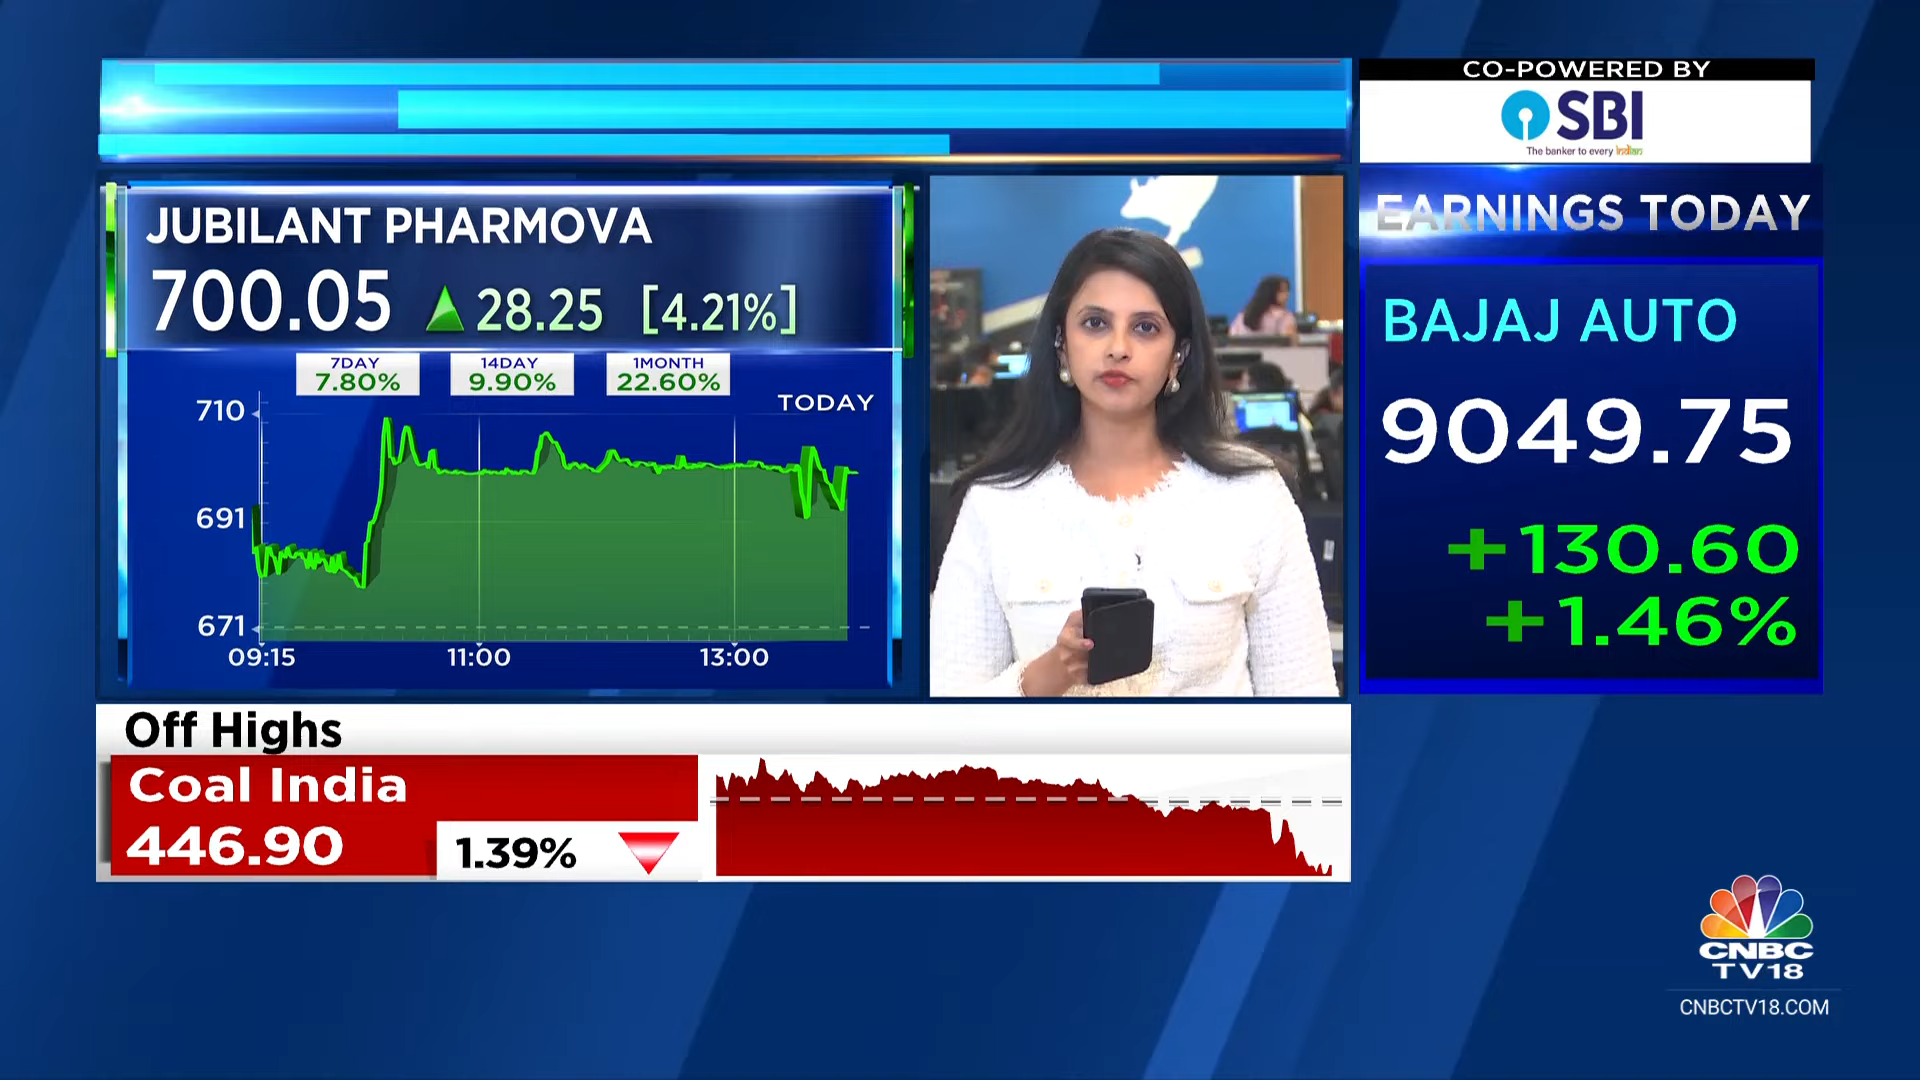 CO-POWERED BY
SBI
The banker to every Indian
EARNINGS TODAY
BAJAJ AUTO
9049.75
+130.60
+1.46%
JUBILANT PHARMOVA
700.05 28.25 [4.21%]
7DAY 14DAY 1MONTH
7.80% 9.90% 22.60%
TODAY
710
691
671
09:15 11:00 13:00
Off Highs
Coal India
446.90 1.39%
CNBC
TV18
CNBCTV18.COM